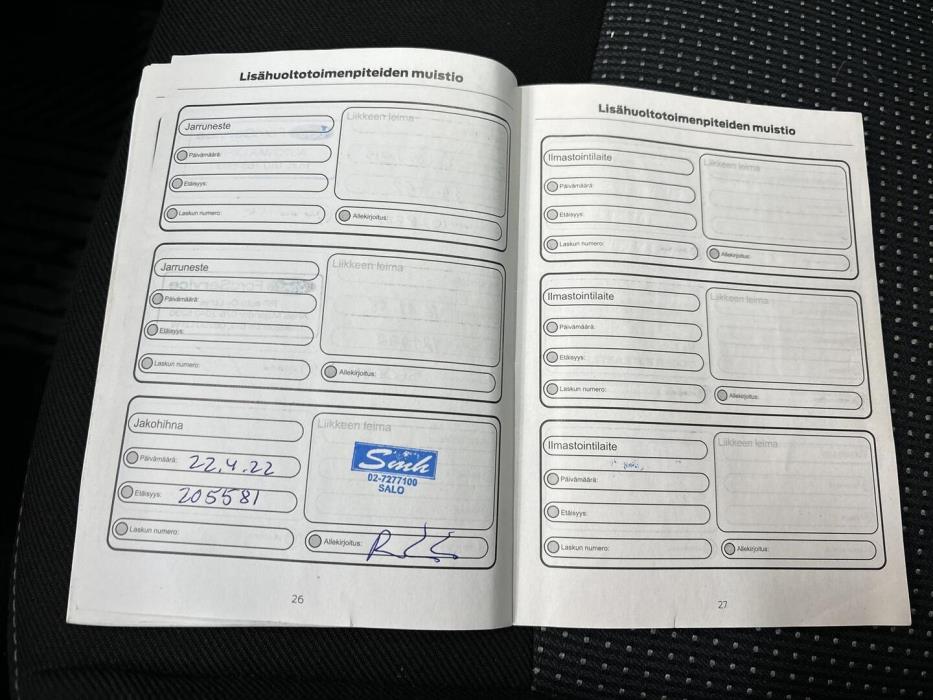 Lisähuoltotoimenpiteiden muistio
Jarruneste
Päivämäärä:
Etäisyys:
Laskun numero:
Liikkeen leima
Allekirjoitus:
Jarruneste
Päivämäärä:
Etäisyys:
Laskun numero:
Liikkeen leima
Allekirjoitus:
Jakohihna
Päivämäärä: 22.4.22
Etäisyys: 205581
Laskun numero:
Liikkeen leima
02-7277100
SALO
Allekirjoitus:
26
Lisähuoltotoimenpiteiden muistio
Ilmastointilaite
Päivämäärä:
Etäisyys:
Laskun numero:
Liikkeen leima
Allekirjoitus:
Ilmastointilaite
Päivämäärä:
Etäisyys:
Laskun numero:
Liikkeen leima
Allekirjoitus:
Ilmastointilaite
Päivämäärä:
Etäisyys:
Laskun numero:
Liikkeen leima
Allekirjoitus:
27